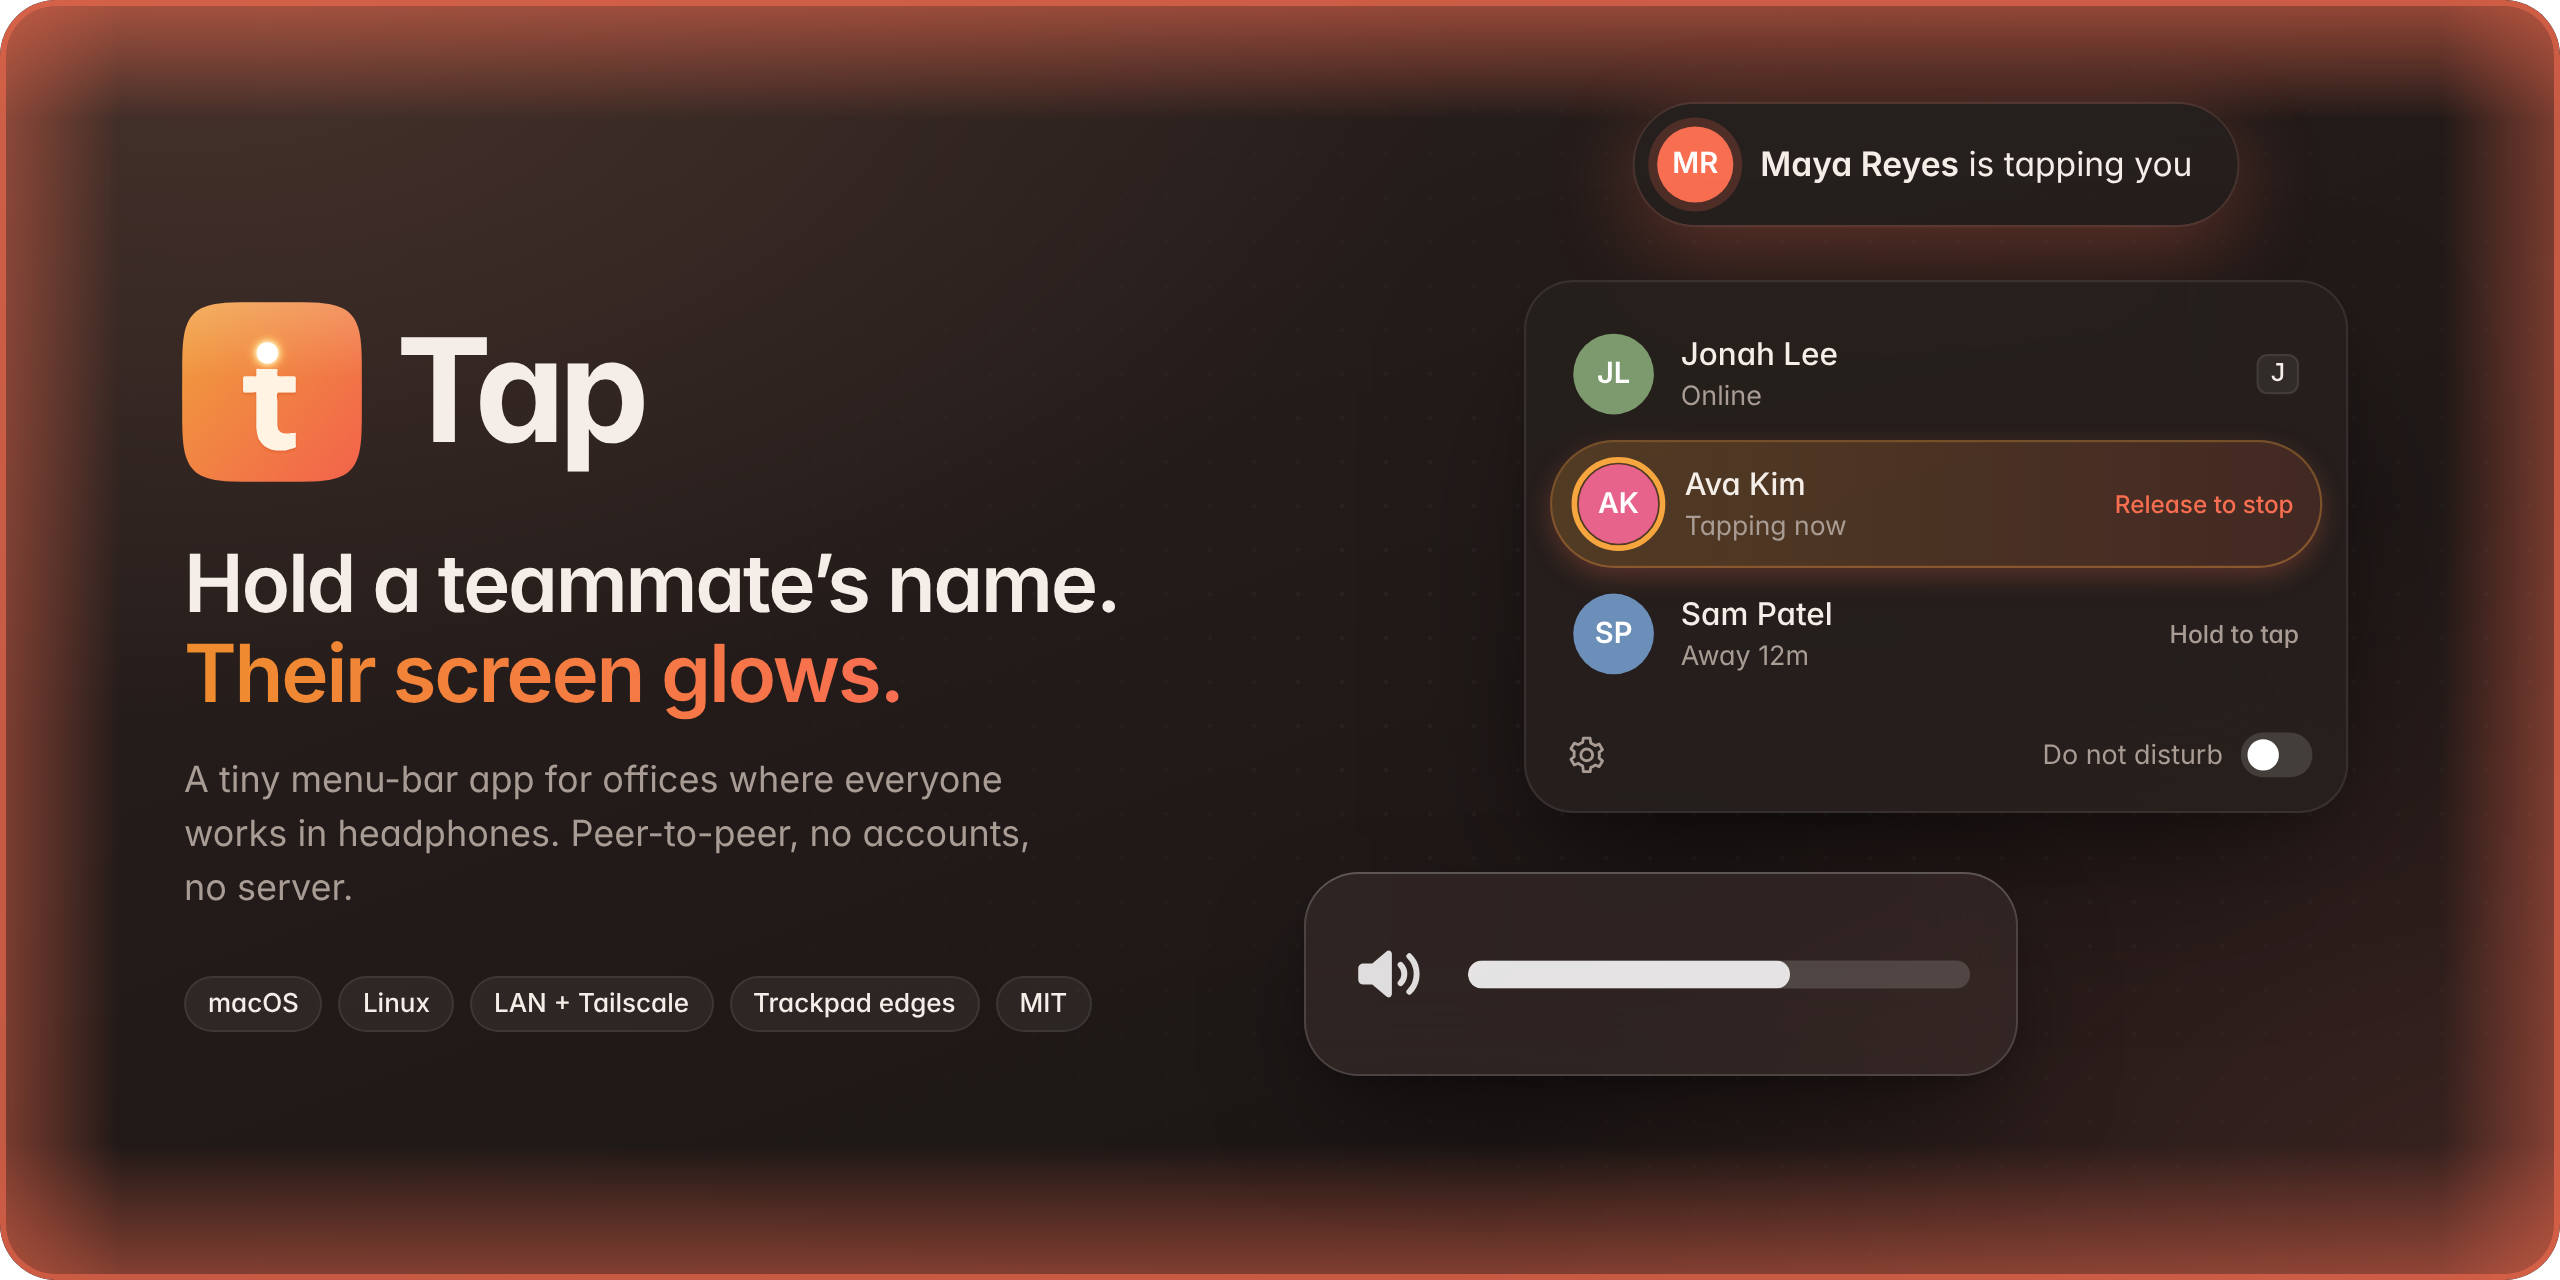 t
Tap
Hold a teammate’s name.
Their screen glows.
A tiny menu-bar app for offices where everyone
works in headphones. Peer-to-peer, no accounts,
no server.
macOS
Linux
LAN + Tailscale
Trackpad edges
MIT
MR
Maya Reyes is tapping you
JL
Jonah Lee
Online
J
AK
Ava Kim
Tapping now
Release to stop
SP
Sam Patel
Away 12m
Hold to tap
Do not disturb